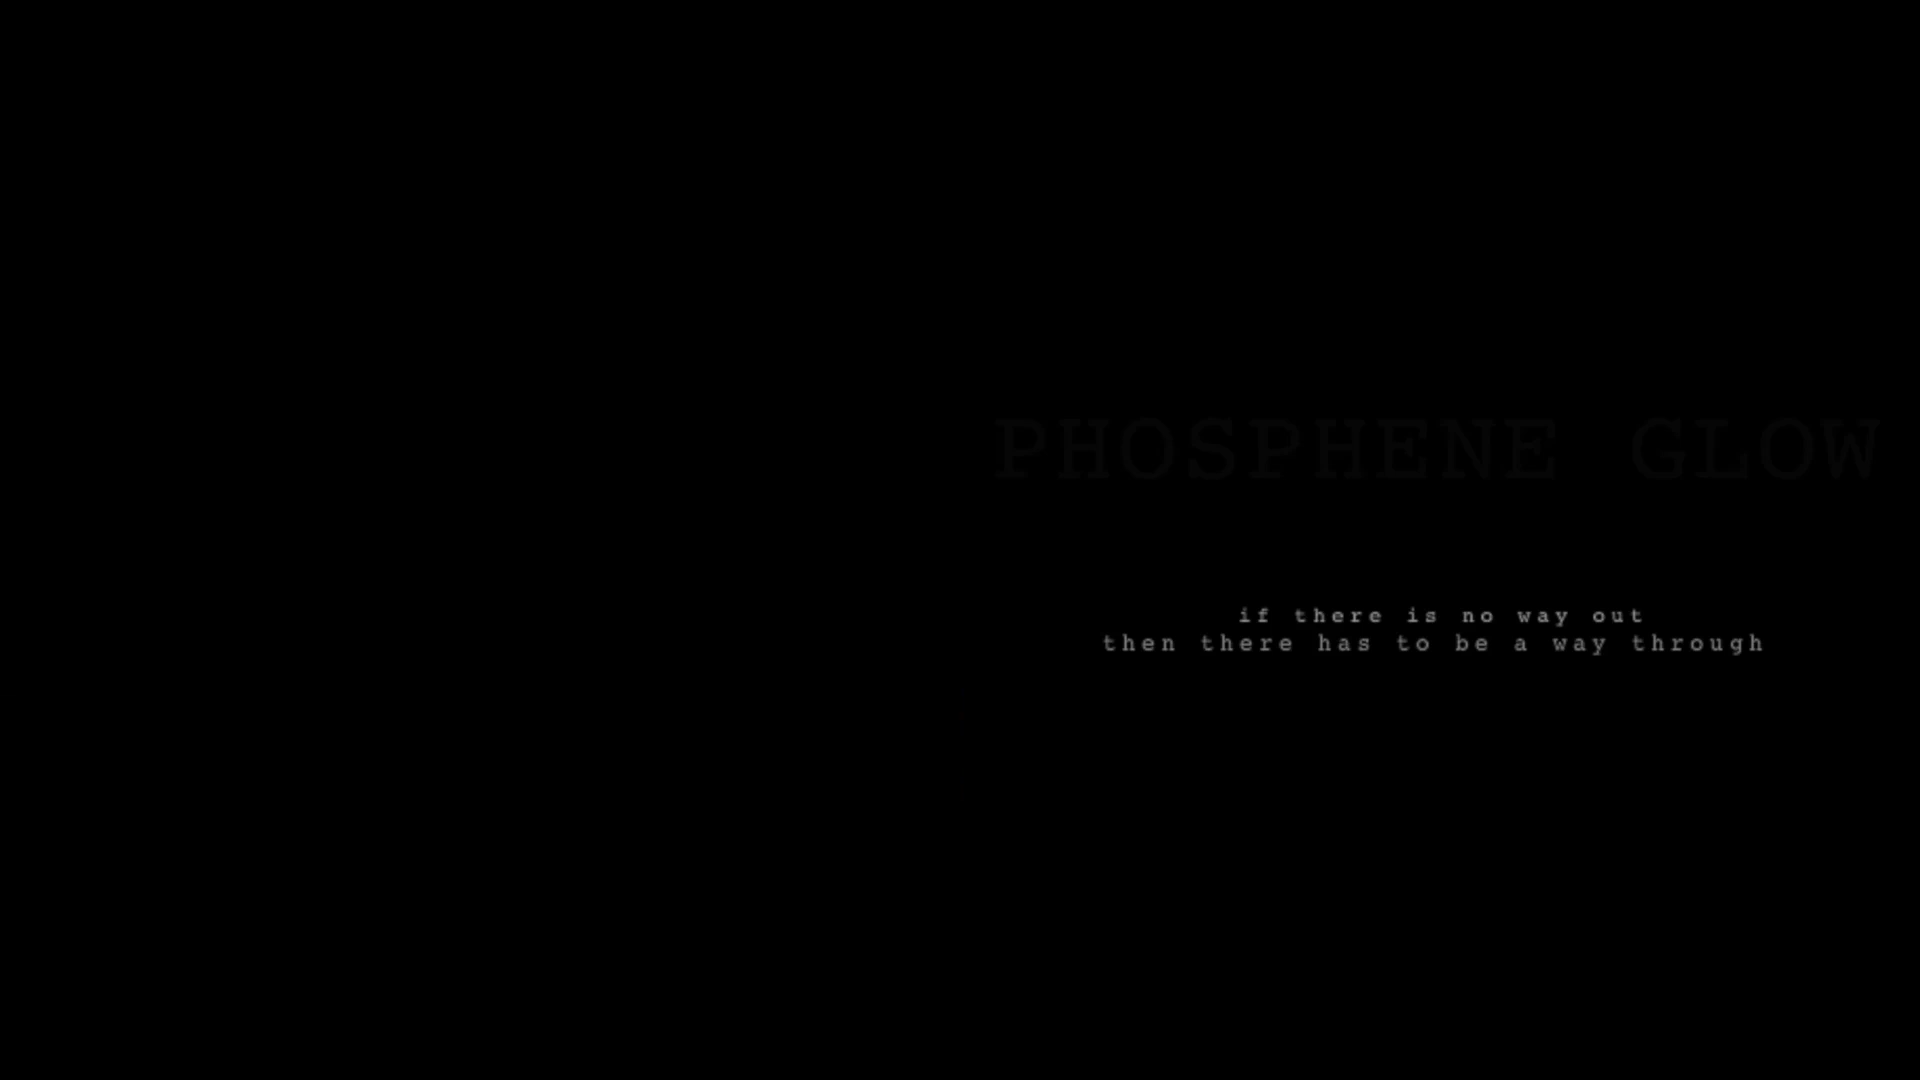 PHOSPHENE GLOW
if there is no way out
then there has to be a way through